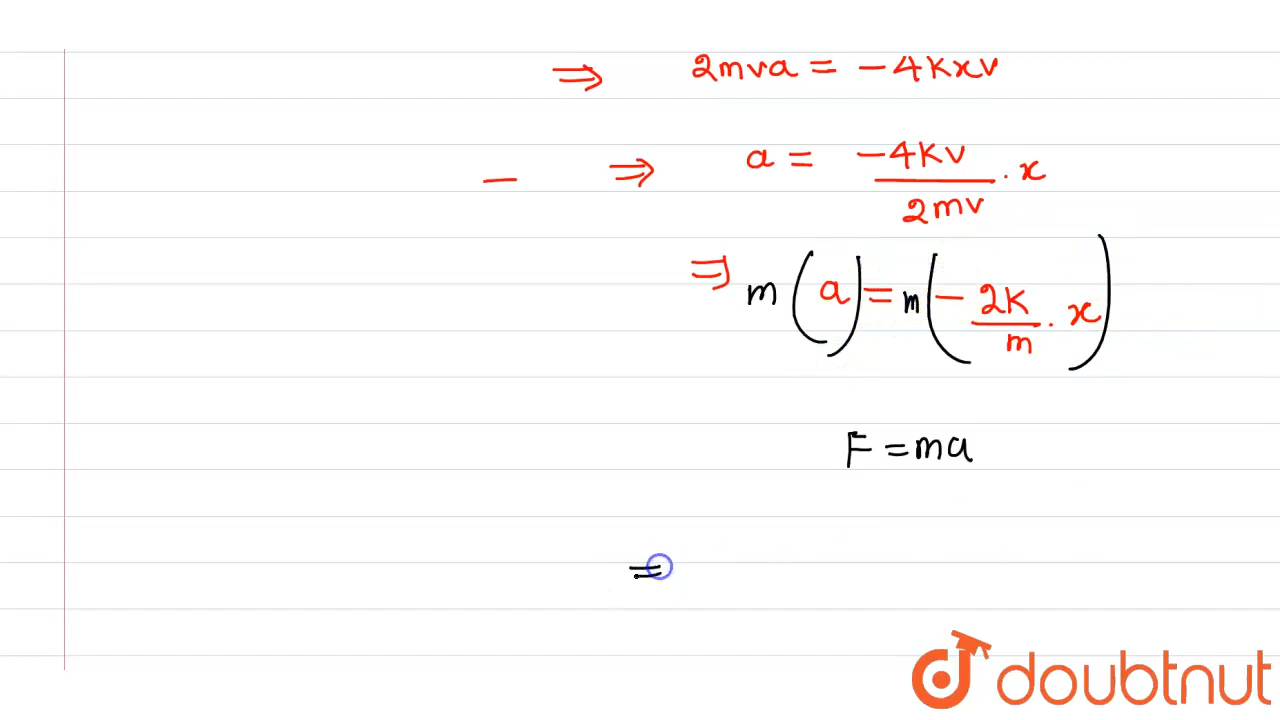 ⇒ 2mva = -4Kxv
— ⇒ a = -4Kv/2mv . x
⇒ m(a) = m(-2K/m . x)
F = ma
=
doubtnut